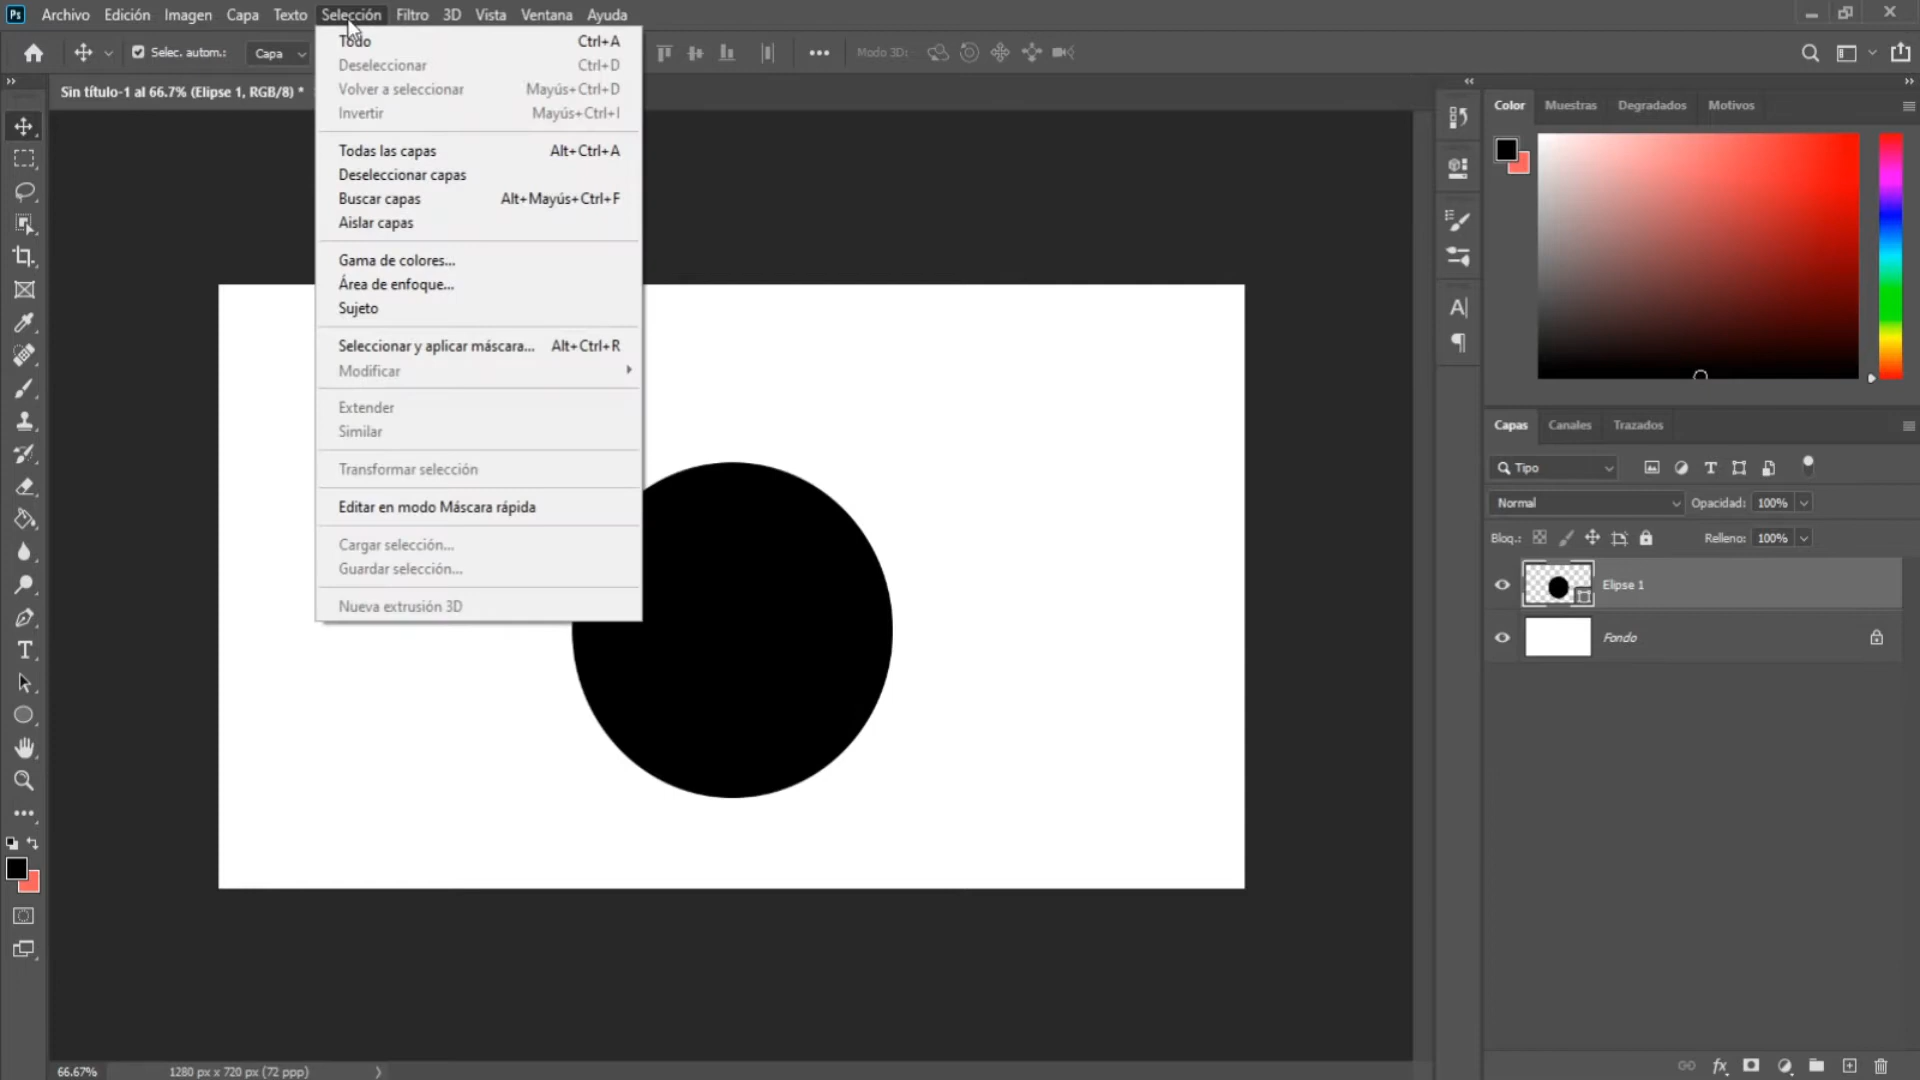 Ps Archivo Edición Imagen Capa Texto Selección Filtro 3D Vista Ventana Ayuda
Selec. autom.: Capa
Modo 3D:
Sin título-1 al 66.7% (Elipse 1, RGB/8) *
Todo Ctrl+A
Deseleccionar Ctrl+D
Volver a seleccionar Mayús+Ctrl+D
Invertir Mayús+Ctrl+I
Todas las capas Alt+Ctrl+A
Deseleccionar capas
Buscar capas Alt+Mayús+Ctrl+F
Aislar capas
Gama de colores...
Área de enfoque...
Sujeto
Seleccionar y aplicar máscara... Alt+Ctrl+R
Modificar
Extender
Similar
Transformar selección
Editar en modo Máscara rápida
Cargar selección...
Guardar selección...
Nueva extrusión 3D
Color Muestras Degradados Motivos
Capas Canales Trazados
Tipo
Normal Opacidad: 100%
Bloq.: Relleno: 100%
Elipse 1
Fondo
66.67% 1280 px x 720 px (72 ppp)